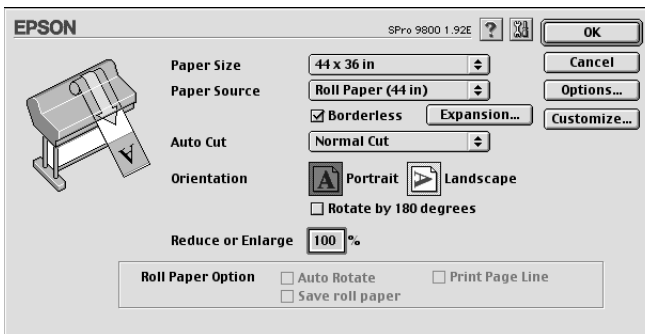 EPSON
SPro 9800 1.92E ?
OK
Paper Size 44 x 36 in
Cancel
Paper Source Roll Paper (44 in)
Options...
Borderless Expansion...
Customize...
Auto Cut Normal Cut
Orientation A Portrait A Landscape
Rotate by 180 degrees
Reduce or Enlarge 100 %
Roll Paper Option Auto Rotate Print Page Line
Save roll paper
A